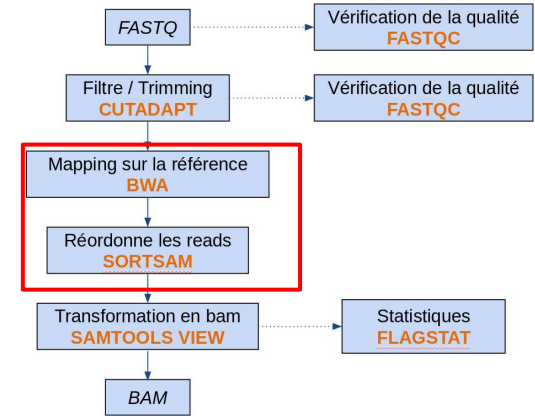 FASTQ
Vérification de la qualité
FASTQC
Filtre / Trimming
CUTADAPT
Vérification de la qualité
FASTQC
Mapping sur la référence
BWA
Réordonne les reads
SORTSAM
Transformation en bam
SAMTOOLS VIEW
Statistiques
FLAGSTAT
BAM